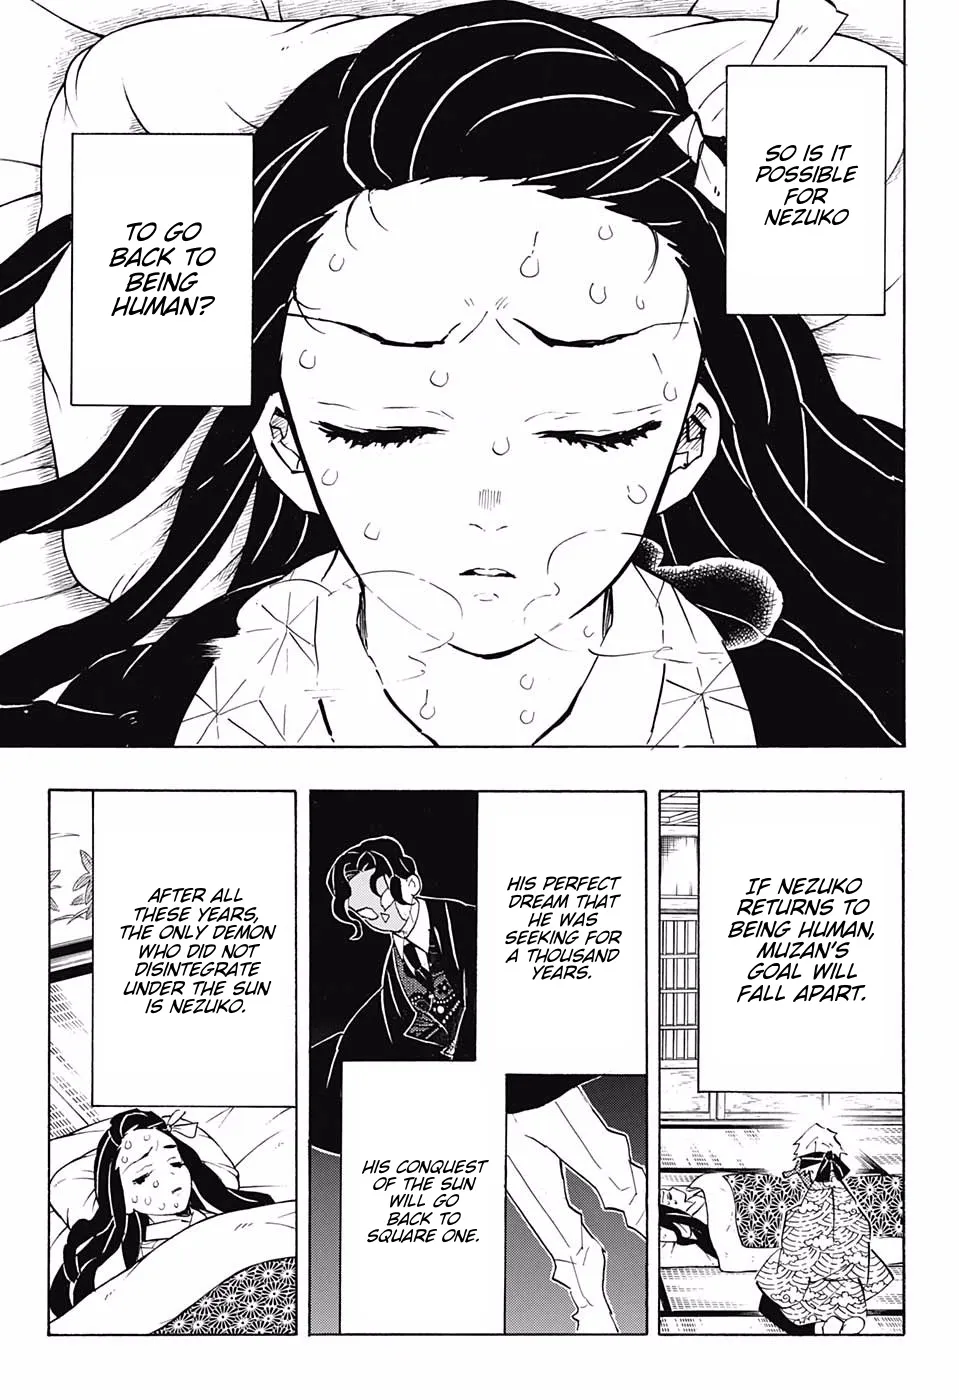 SO IS IT
POSSIBLE
FOR
NEZUKO
TO GO
BACK TO
BEING
HUMAN?
IF NEZUKO
RETURNS TO
BEING HUMAN,
MUZAN'S
GOAL WILL
FALL APART.
HIS PERFECT
DREAM THAT
HE WAS
SEEKING FOR
A THOUSAND
YEARS.
HIS CONQUEST
OF THE SUN
WILL GO
BACK TO
SQUARE ONE.
AFTER ALL
THESE YEARS,
THE ONLY DEMON
WHO DID NOT
DISINTEGRATE
UNDER THE SUN
IS NEZUKO.